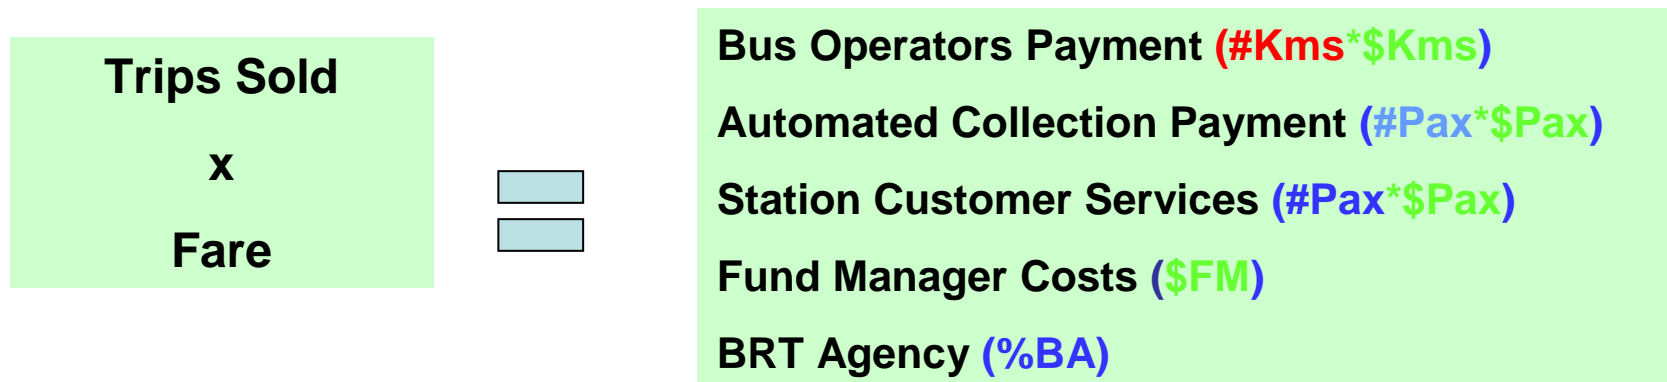 Trips Sold
x
Fare
Bus Operators Payment (#Kms*$Kms)
Automated Collection Payment (#Pax*$Pax)
Station Customer Services (#Pax*$Pax)
Fund Manager Costs ($FM)
BRT Agency (%BA)